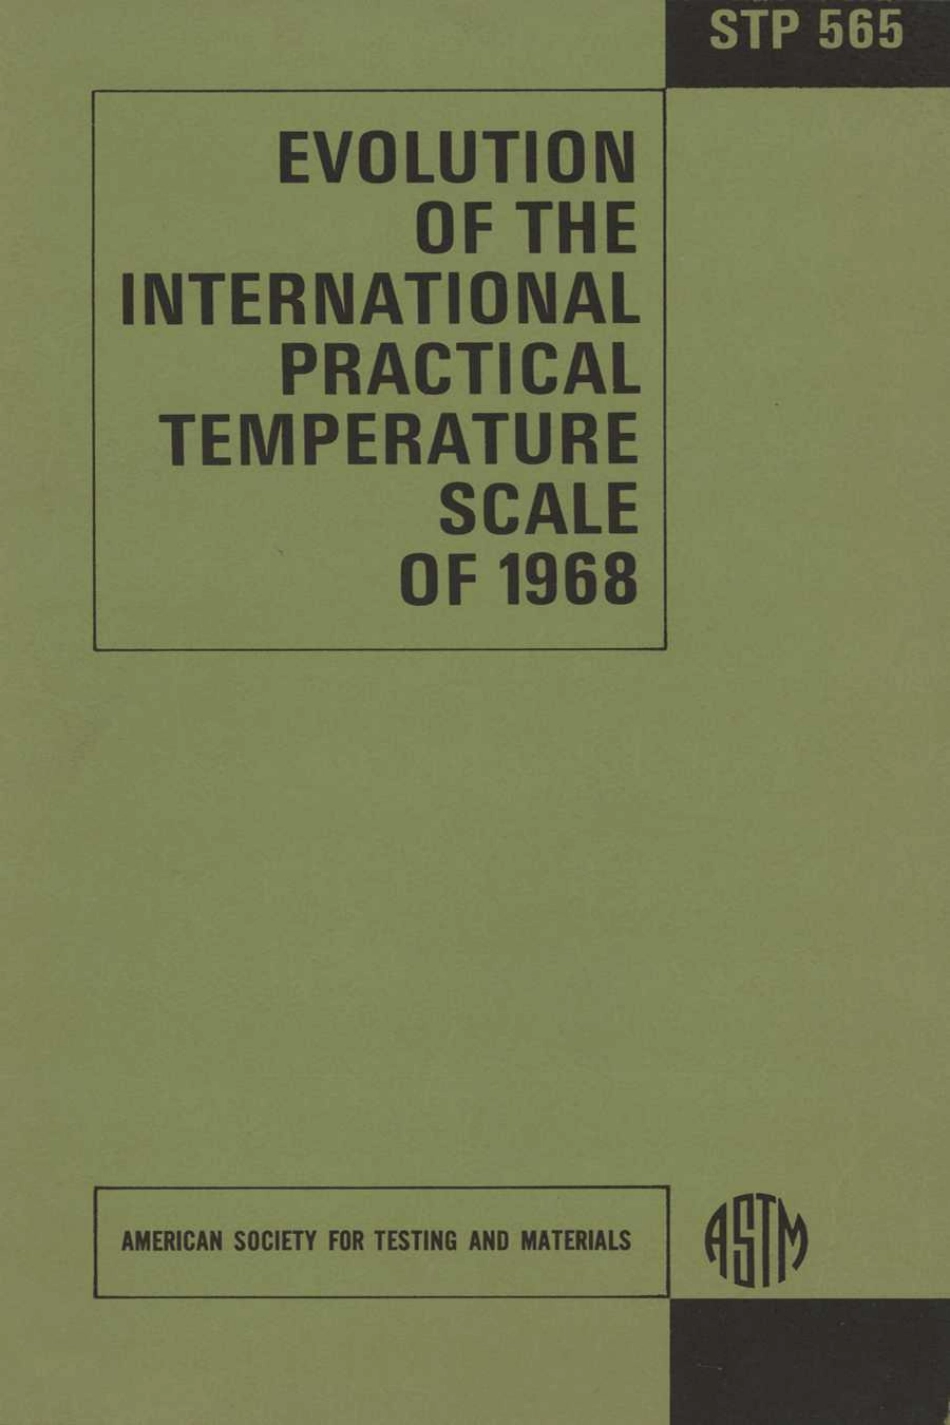 STP 565
EVOLUTION
OF THE
INTERNATIONAL
PRACTICAL
TEMPERATURE
SCALE
OF 1968
AMERICAN SOCIETY FOR TESTING AND MATERIALS
ASTM